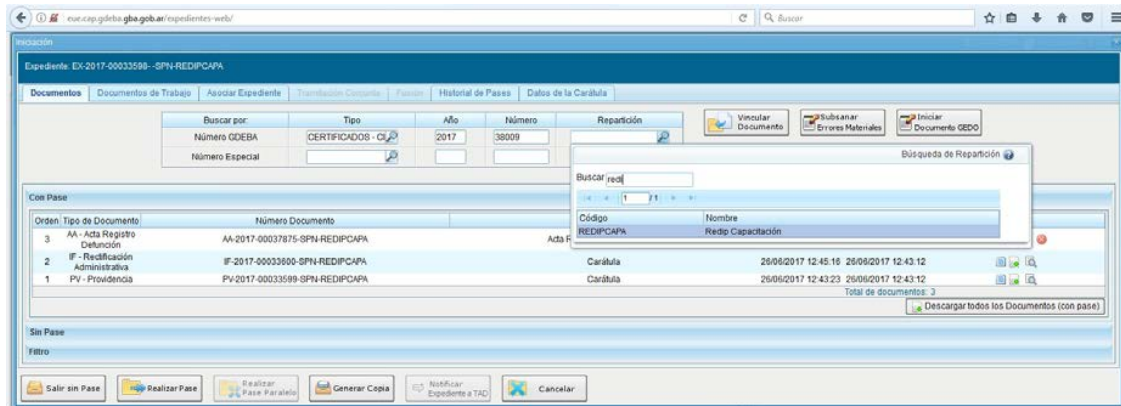 eue.cap.gdeba.gba.gob.ar/expedientes-web/
Buscar
Iniciación
Expediente: EX-2017-00033598- -SPN-REDIPCAPA
Documentos Documentos de Trabajo Asociar Expediente Tramitación Conjunta Fusión Historial de Pases Datos de la Carátula
Buscar por: Tipo Año Número Repartición
Número GDEBA CERTIFICADOS - CI 2017 38009
Número Especial
Vincular
Documento
Subsanar
Errores Materiales
Iniciar
Documento GEDO
Búsqueda de Repartición
Buscar redi
1 / 1
Código Nombre
REDIPCAPA Redip Capacitación
Con Pase
Orden Tipo de Documento Número Documento
3 AA - Acta Registro
Defunción AA-2017-00037875-SPN-REDIPCAPA Acta R
2 IF - Rectificación
Administrativa IF-2017-00033600-SPN-REDIPCAPA Carátula 26/06/2017 12:45:16 26/06/2017 12:43:12
1 PV - Providencia PV-2017-00033599-SPN-REDIPCAPA Carátula 26/06/2017 12:43:23 26/06/2017 12:43:12
Total de documentos: 3
Descargar todos los Documentos (con pase)
Sin Pase
Filtro
Salir sin Pase
Realizar Pase
Realizar
Pase Paralelo
Generar Copia
Notificar
Expediente a TAD
Cancelar